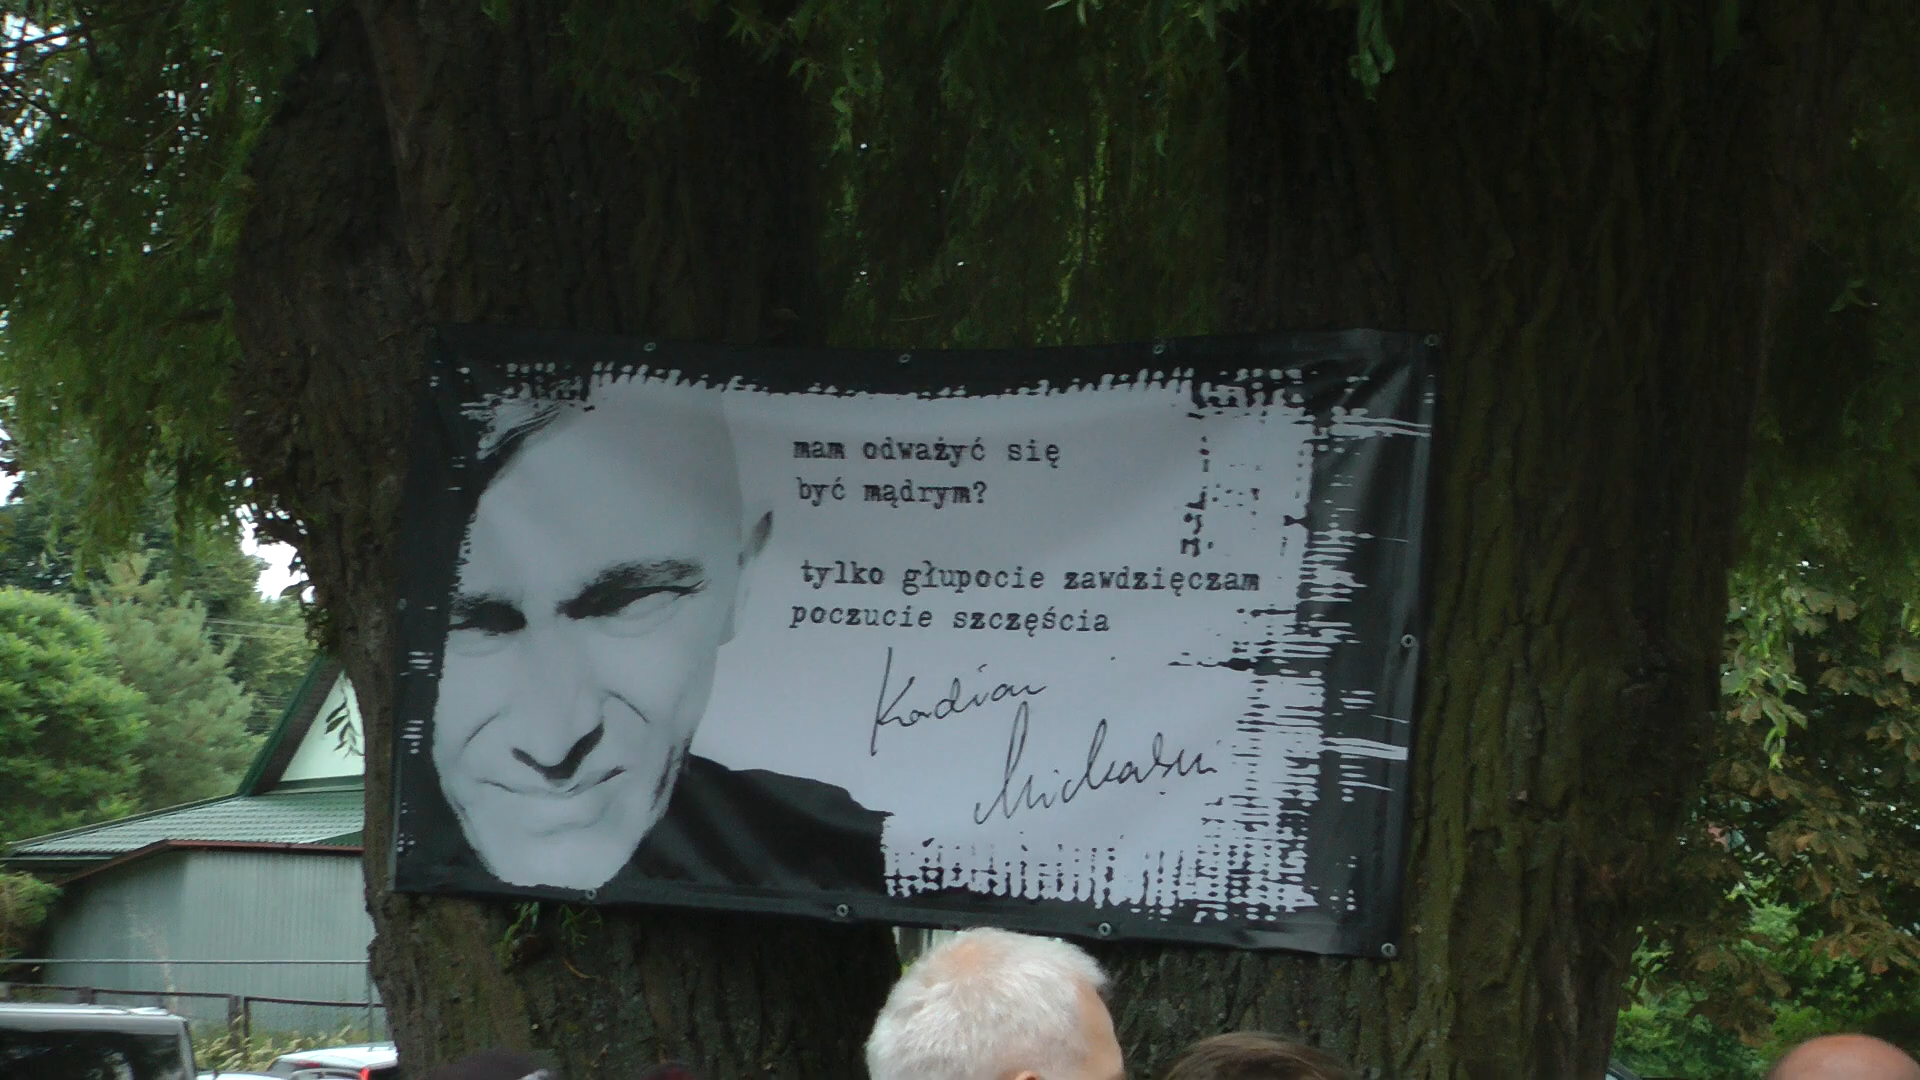 mam odważyć się
być mądrym?
tylko głupocie zawdzięczam
poczucie szczęścia